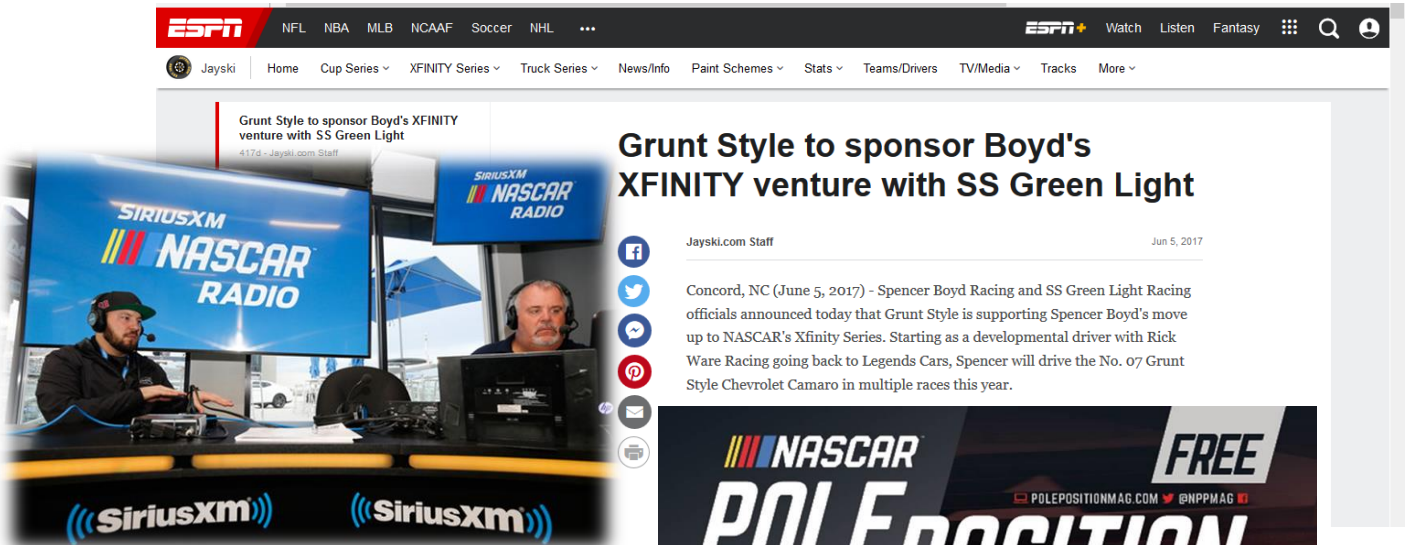 ESPN NFL NBA MLB NCAAF Soccer NHL ••• ESPN+ Watch Listen Fantasy
Jayski Home Cup Series XFINITY Series Truck Series News/Info Paint Schemes Stats Teams/Drivers TV/Media Tracks More
Grunt Style to sponsor Boyd's XFINITY
venture with SS Green Light
417d - Jayski.com Staff
SIRIUSXM
NASCAR
RADIO
SIRIUSXM
NASCAR
RADIO
hp
((SiriusXM)) ((SiriusXM))
Grunt Style to sponsor Boyd's
XFINITY venture with SS Green Light
Jayski.com Staff Jun 5, 2017
Concord, NC (June 5, 2017) - Spencer Boyd Racing and SS Green Light Racing
officials announced today that Grunt Style is supporting Spencer Boyd's move
up to NASCAR's Xfinity Series. Starting as a developmental driver with Rick
Ware Racing going back to Legends Cars, Spencer will drive the No. 07 Grunt
Style Chevrolet Camaro in multiple races this year.
NASCAR FREE
POLEPOSITIONMAG.COM @NPPMAG
POLE POSITION